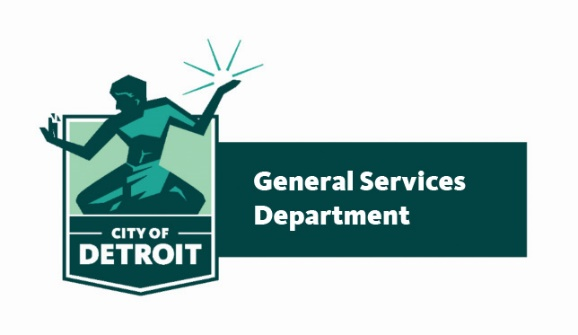 CITY OF
DETROIT
General Services
Department